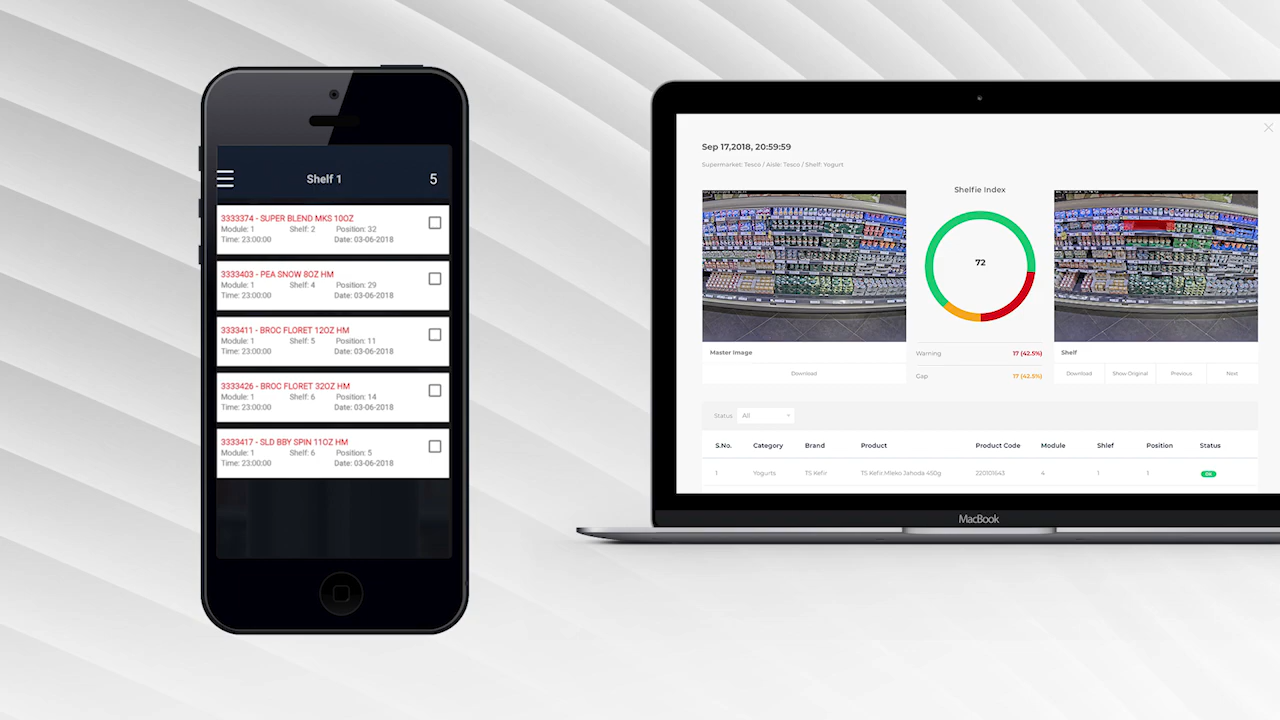 Shelf 1
5
3333374 - SUPER BLEND MKS 10OZ
Module: 1 Shelf: 2 Position: 32
Time: 23:00:00 Date: 03-06-2018
3333403 - PEA SNOW 8OZ HM
Module: 1 Shelf: 4 Position: 29
Time: 23:00:00 Date: 03-06-2018
3333411 - BROC FLORET 12OZ HM
Module: 1 Shelf: 5 Position: 11
Time: 23:00:00 Date: 03-06-2018
3333426 - BROC FLORET 32OZ HM
Module: 1 Shelf: 6 Position: 14
Time: 23:00:00 Date: 03-06-2018
3333417 - SLD BBY SPIN 11OZ HM
Module: 1 Shelf: 6 Position: 5
Time: 23:00:00 Date: 03-06-2018
Sep 17,2018, 20:59:59
Supermarket: Tesco / Aisle: Tesco / Shelf: Yogurt
Shelfie Index
72
Master Image
Download
Warning 17 (42.5%)
Gap 17 (42.5%)
Shelf
Download Show Original Previous Next
Status All
S.No. Category Brand Product Product Code Module Shlef Position Status
1 Yogurts TS Kefir TS Kefir Mleko Jahoda 450g 220101643 4 1 1 OK
MacBook